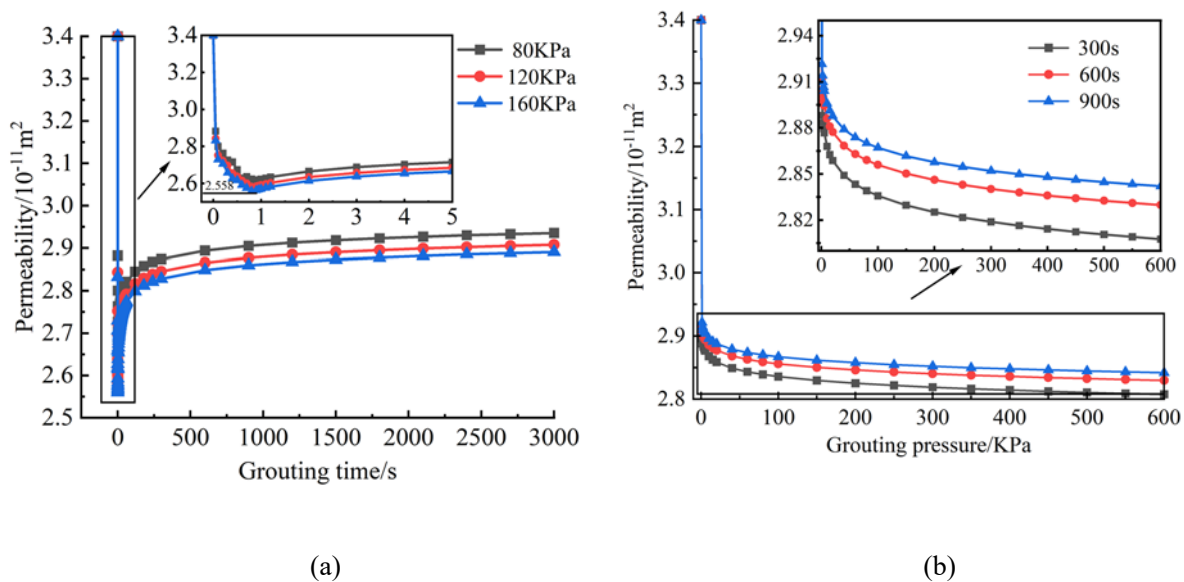 3.4
3.3
3.2
3.1
3.0
2.9
2.8
2.7
2.6
2.5
Permeability/10⁻¹¹m²
0 500 1000 1500 2000 2500 3000
Grouting time/s
3.4
3.2
3.0
2.8
2.6
2.558
0 1 2 3 4 5
80KPa
120KPa
160KPa
(a)
3.4
3.3
3.2
3.1
3.0
2.9
2.8
Permeability/10⁻¹¹m²
0 100 200 300 400 500 600
Grouting pressure/KPa
2.94
2.91
2.88
2.85
2.82
0 100 200 300 400 500 600
300s
600s
900s
(b)